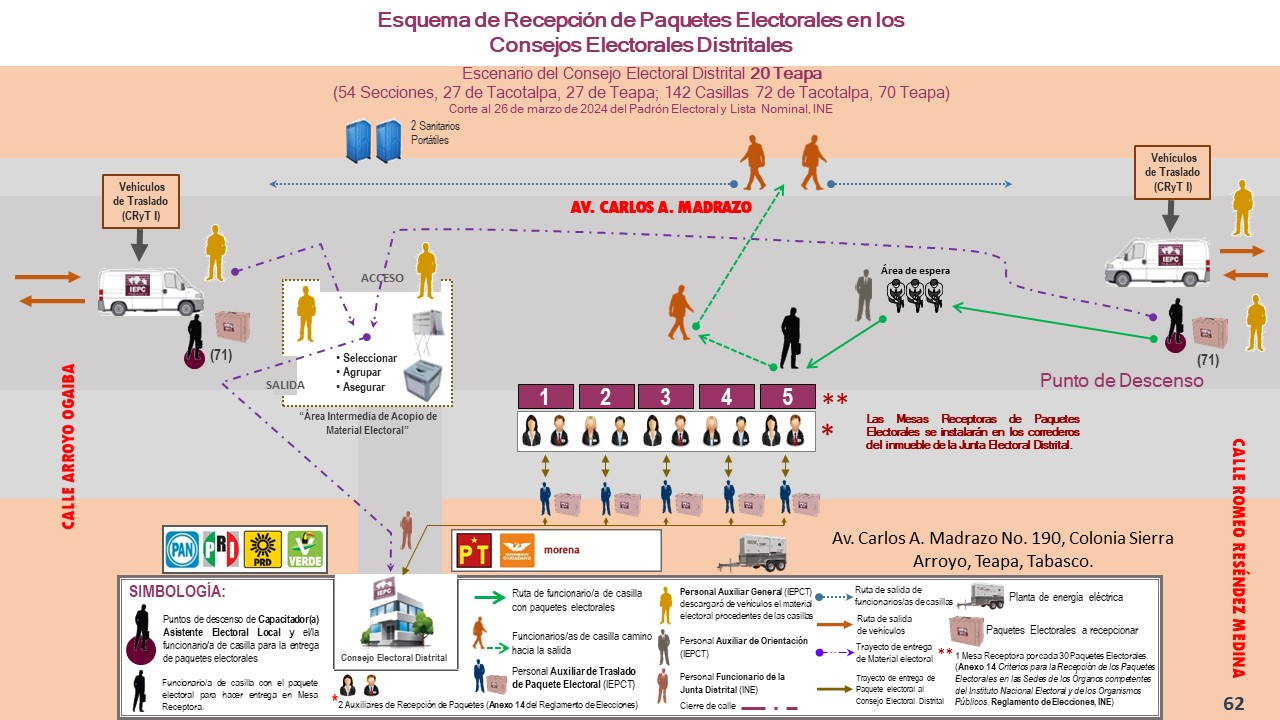 Esquema de Recepción de Paquetes Electorales en los
Consejos Electorales Distritales
Escenario del Consejo Electoral Distrital 20 Teapa
(54 Secciones, 27 de Tacotalpa, 27 de Teapa; 142 Casillas 72 de Tacotalpa, 70 Teapa)
Corte al 26 de marzo de 2024 del Padrón Electoral y Lista Nominal, INE
2 Sanitarios
Portátiles
Vehículos
de Traslado
(CRyT I)
Vehículos
de Traslado
(CRyT I)
AV. CARLOS A. MADRAZO
IEPC
IEPC
ACCESO
Área de espera
• Seleccionar
• Agrupar
• Asegurar
SALIDA
(71)
(71)
Punto de Descenso
"Área Intermedia de Acopio de
Material Electoral"
1 2 3 4 5 **
*
Las Mesas Receptoras de Paquetes
Electorales se instalarán en los corredores
del inmueble de la Junta Electoral Distrital.
CALLE ARROYO OGAIBA
CALLE ROMEO RESÉNDEZ MEDINA
PAN PRD VERDE
PRI
PT
morena
Av. Carlos A. Madrazo No. 190, Colonia Sierra
Arroyo, Teapa, Tabasco.
SIMBOLOGÍA:
Puntos de descenso de Capacitador(a)
Asistente Electoral Local y el/la
funcionario/a de casilla para la entrega
de paquetes electorales
Funcionario/a de casilla con el paquete
electoral para hacer entrega en Mesa
Receptora.
IEPC
Consejo Electoral Distrital
* 2 Auxiliares de Recepción de Paquetes (Anexo 14 del Reglamento de Elecciones)
Ruta de funcionario/a de casilla
con paquetes electorales
Funcionarios/as de casilla camino
hacia la salida
Personal Auxiliar de Traslado
de Paquete Electoral (IEPCT)
Personal Auxiliar General (IEPCT)
descargará de vehículos el material
electoral procedentes de las casillas
Personal Auxiliar de Orientación
(IEPCT)
Personal Funcionario de la
Junta Distrital (INE)
Cierre de calle
Ruta de salida de
funcionarios/as de casillas
Ruta de salida
de vehículos
Trayecto de entrega
de Material electoral
Trayecto de entrega de
Paquete electoral al
Consejo Electoral Distrital
Planta de energía eléctrica
Paquetes Electorales a recepcionar
** 1 Mesa Receptora por cada 30 Paquetes Electorales.
(Anexo 14 Criterios para la Recepción de los Paquetes
Electorales en las Sedes de los Órganos competentes
del Instituto Nacional Electoral y de los Organismos
Públicos. Reglamento de Elecciones, INE)
62